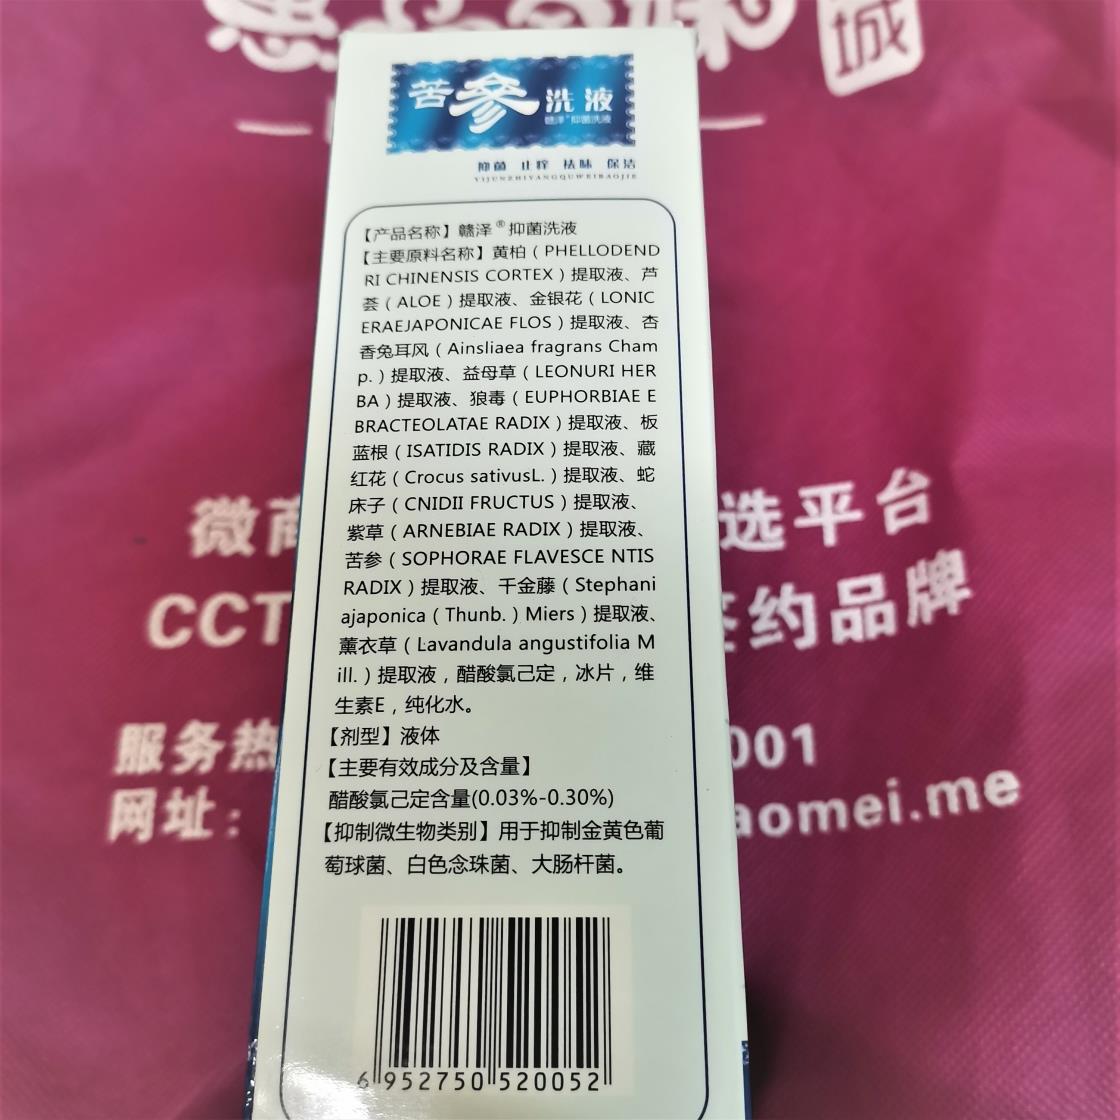 城
苦参洗液
赣泽®抑菌洗液
抑菌 止痒 祛味 保洁
YIJUNZHIYANGQUWEIBAOJIE
【产品名称】赣泽®抑菌洗液
【主要原料名称】黄柏（PHELLODEND
RI CHINENSIS CORTEX）提取液、芦
荟（ALOE）提取液、金银花（LONIC
ERAEJAPONICAE FLOS）提取液、杏
香兔耳风（Ainsliaea fragrans Cham
p.）提取液、益母草（LEONURI HER
BA）提取液、狼毒（EUPHORBIAE E
BRACTEOLATAE RADIX）提取液、板
蓝根（ISATIDIS RADIX）提取液、藏
红花（Crocus sativusL.）提取液、蛇
床子（CNIDII FRUCTUS）提取液、
紫草（ARNEBIAE RADIX）提取液、
苦参（SOPHORAE FLAVESCE NTIS
RADIX）提取液、千金藤（Stephani
ajaponica（Thunb.）Miers）提取液、
薰衣草（Lavandula angustifolia M
ill.）提取液，醋酸氯己定，冰片，维
生素E，纯化水。
【剂型】液体
【主要有效成分及含量】
醋酸氯己定含量(0.03%-0.30%)
【抑制微生物类别】用于抑制金黄色葡
萄球菌、白色念珠菌、大肠杆菌。
6 952750 520052
微商 选平台
CCT 签约品牌
服务热 001
网址： aomei.me